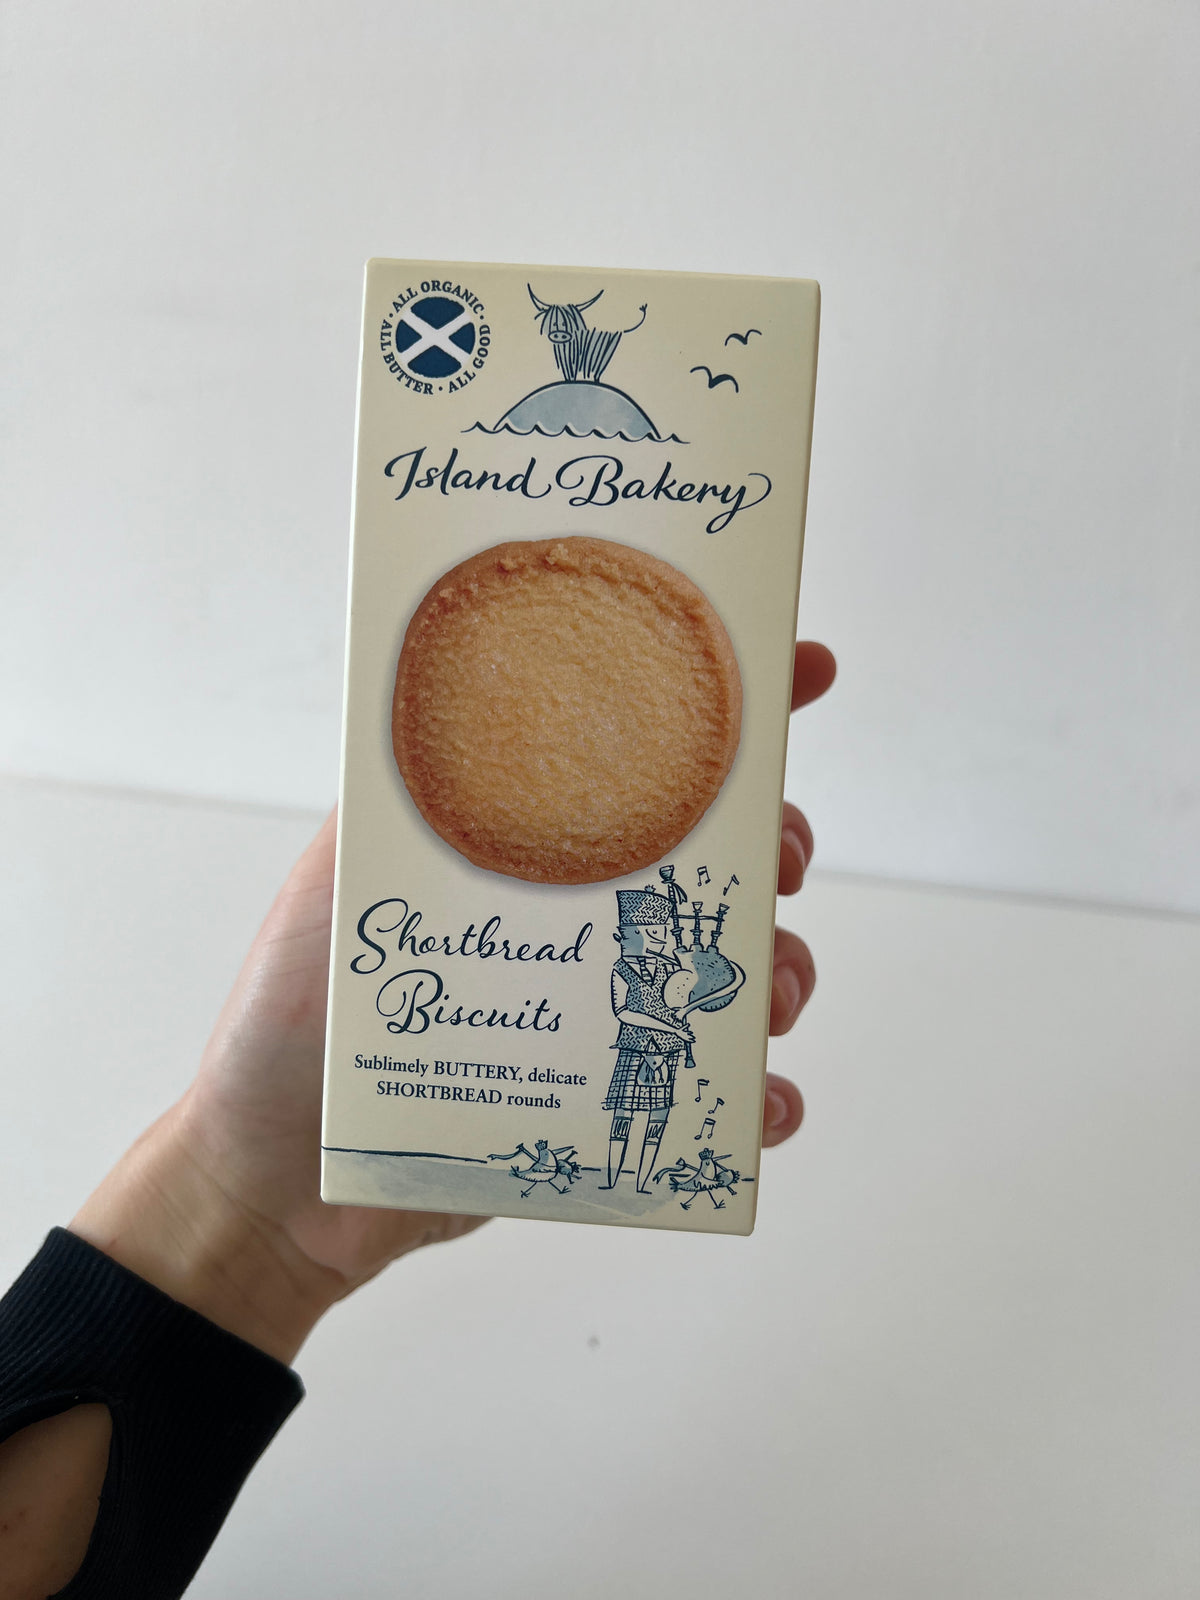 ALL ORGANIC · ALL GOOD · ALL BUTTER ·
Island Bakery
Shortbread
Biscuits
Sublimely BUTTERY, delicate
SHORTBREAD rounds